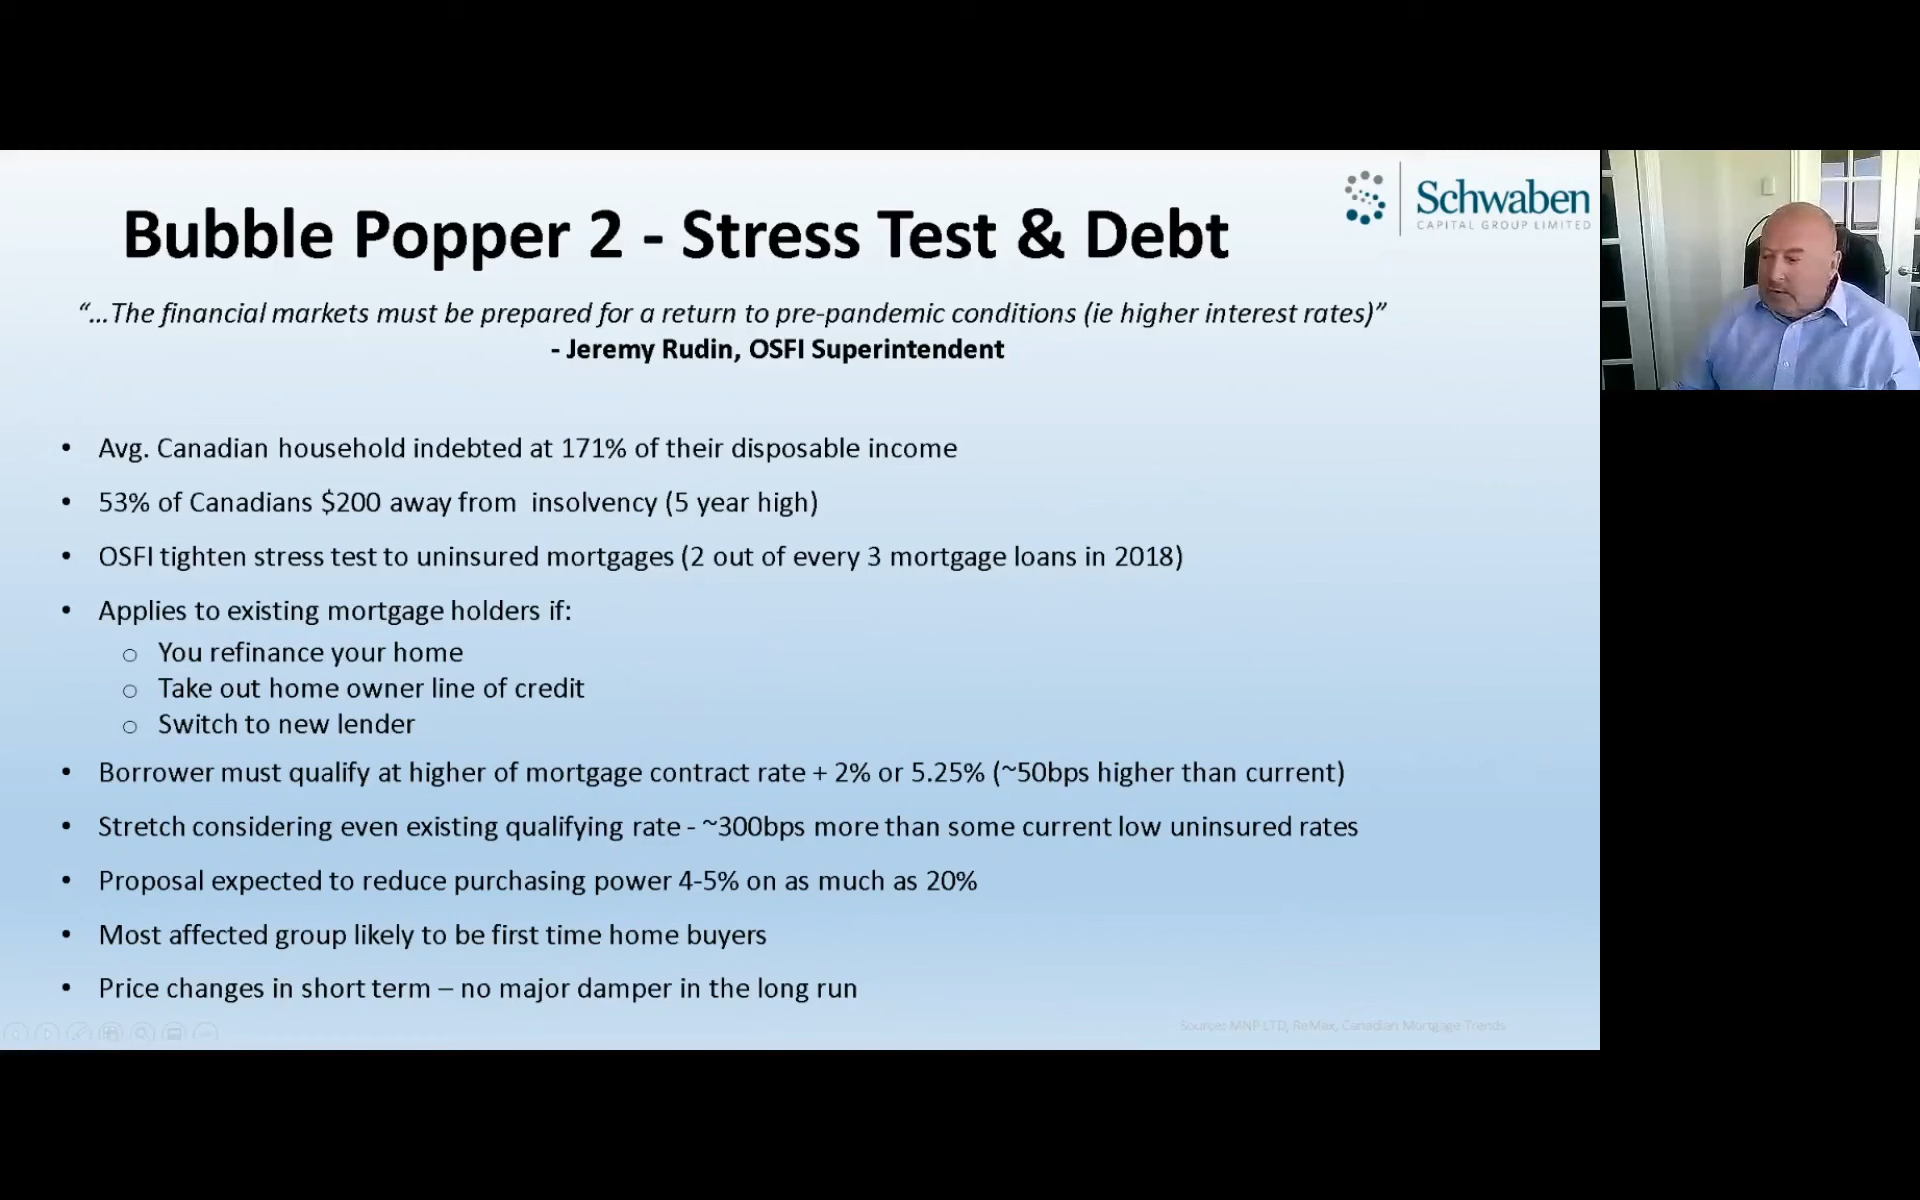 Schwaben
CAPITAL GROUP LIMITED
Bubble Popper 2 - Stress Test & Debt
“...The financial markets must be prepared for a return to pre-pandemic conditions (ie higher interest rates)”
- Jeremy Rudin, OSFI Superintendent
• Avg. Canadian household indebted at 171% of their disposable income
• 53% of Canadians $200 away from insolvency (5 year high)
• OSFI tighten stress test to uninsured mortgages (2 out of every 3 mortgage loans in 2018)
• Applies to existing mortgage holders if:
○ You refinance your home
○ Take out home owner line of credit
○ Switch to new lender
• Borrower must qualify at higher of mortgage contract rate + 2% or 5.25% (~50bps higher than current)
• Stretch considering even existing qualifying rate - ~300bps more than some current low uninsured rates
• Proposal expected to reduce purchasing power 4-5% on as much as 20%
• Most affected group likely to be first time home buyers
• Price changes in short term – no major damper in the long run
Source: MNP LTD, ReMax, Canadian Mortgage Trends